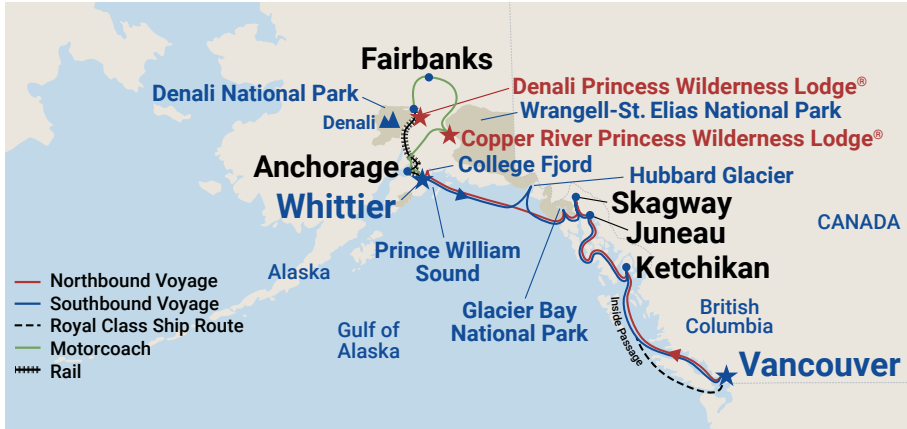 Fairbanks
Denali National Park
Denali Princess Wilderness Lodge®
Denali
Wrangell-St. Elias National Park
Copper River Princess Wilderness Lodge®
Anchorage
College Fjord
Hubbard Glacier
Whittier
Skagway
Juneau
CANADA
Prince William
Sound
Alaska
Ketchikan
Northbound Voyage
Southbound Voyage
Royal Class Ship Route
Motorcoach
Rail
Glacier Bay
National Park
Gulf of
Alaska
Inside Passage
British
Columbia
Vancouver